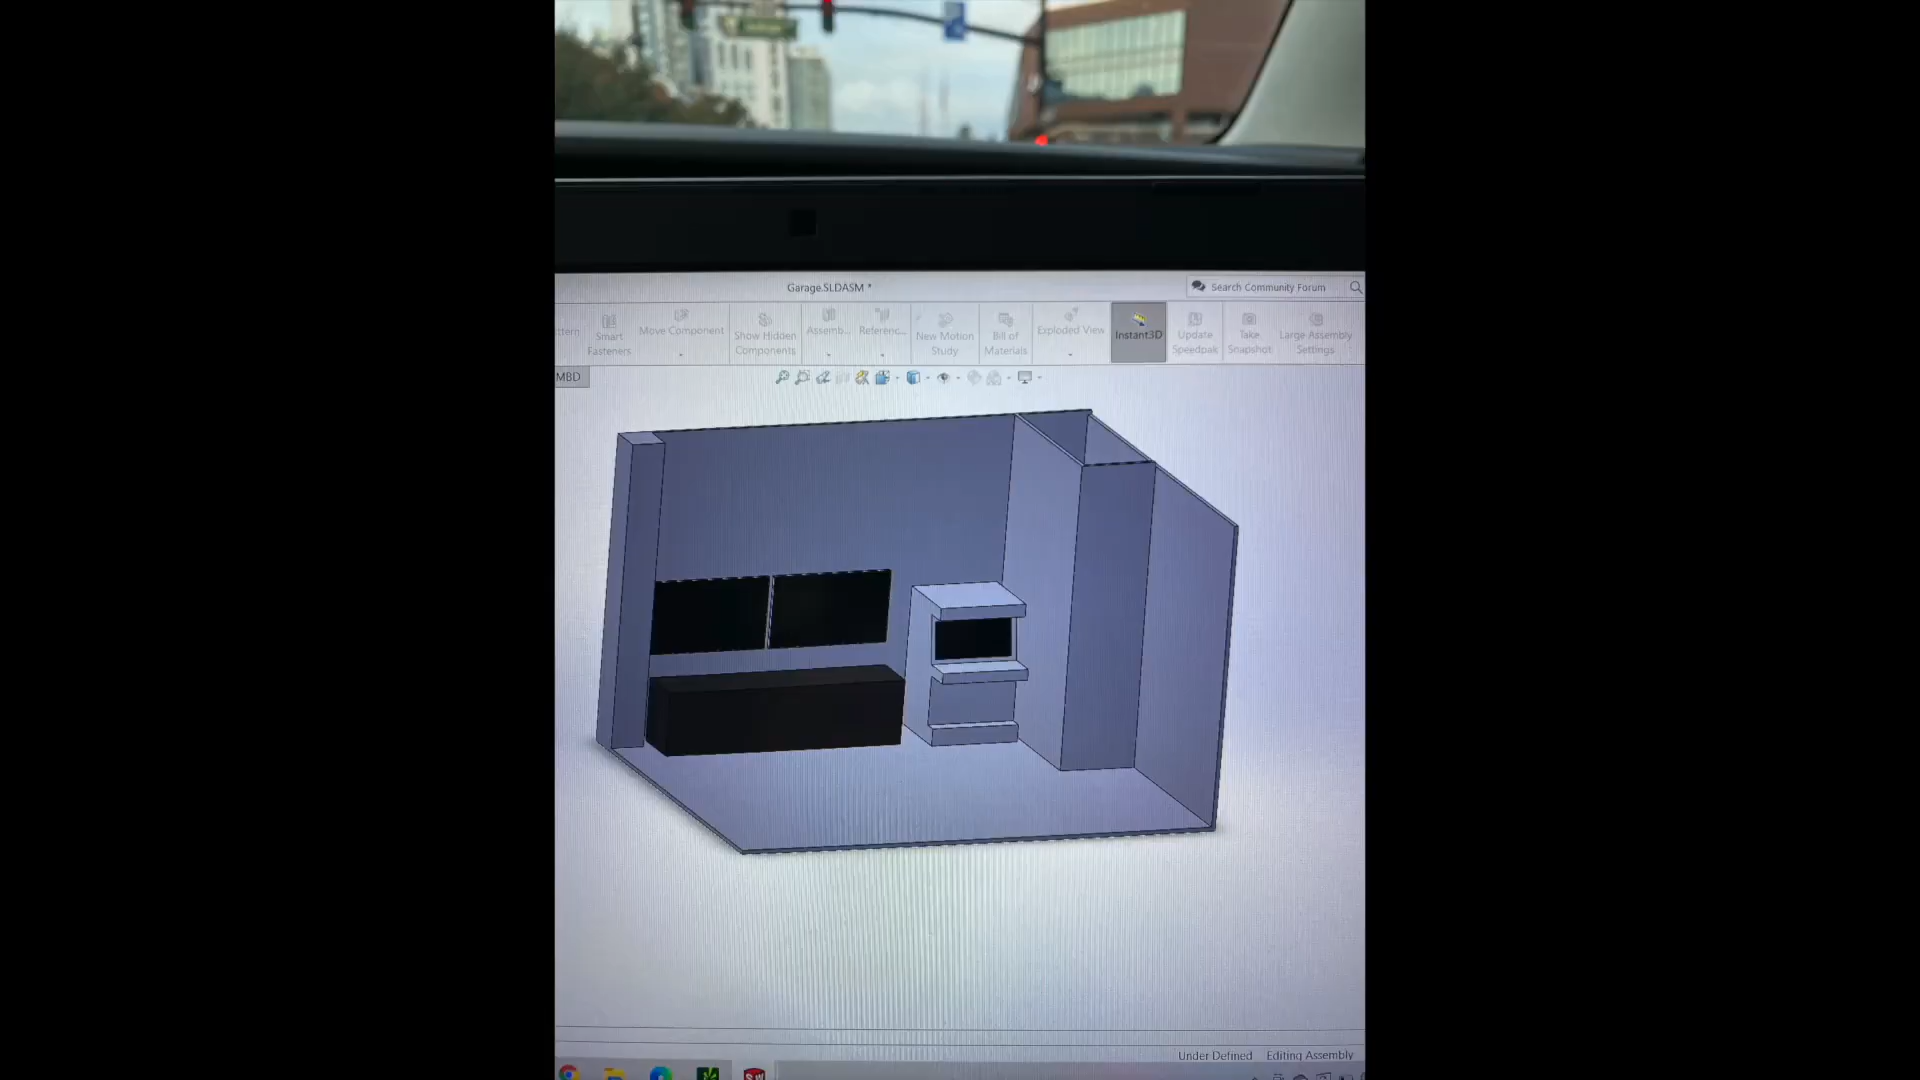 Garage.SLDASM *
Search Community Forum
Smart Fasteners
Move Component
Show Hidden Components
Assemb...
Referenc...
New Motion Study
Bill of Materials
Exploded View
Instant3D
Update Speedpak
Take Snapshot
Large Assembly Settings
MBD
Under Defined Editing Assembly
SW